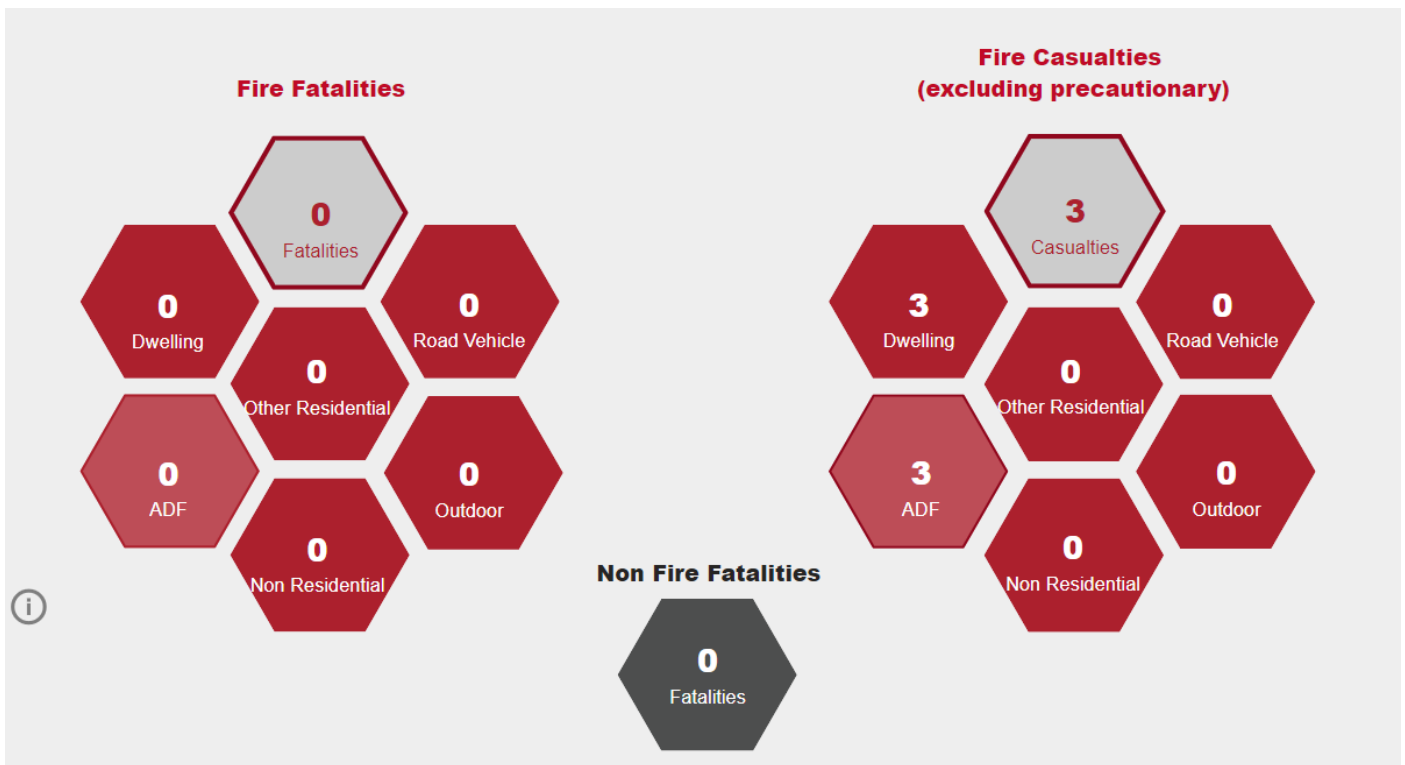 Fire Fatalities
0
Fatalities
0
Dwelling
0
Road Vehicle
0
Other Residential
0
ADF
0
Outdoor
0
Non Residential
Fire Casualties
(excluding precautionary)
3
Casualties
3
Dwelling
0
Road Vehicle
0
Other Residential
3
ADF
0
Outdoor
0
Non Residential
Non Fire Fatalities
0
Fatalities
i